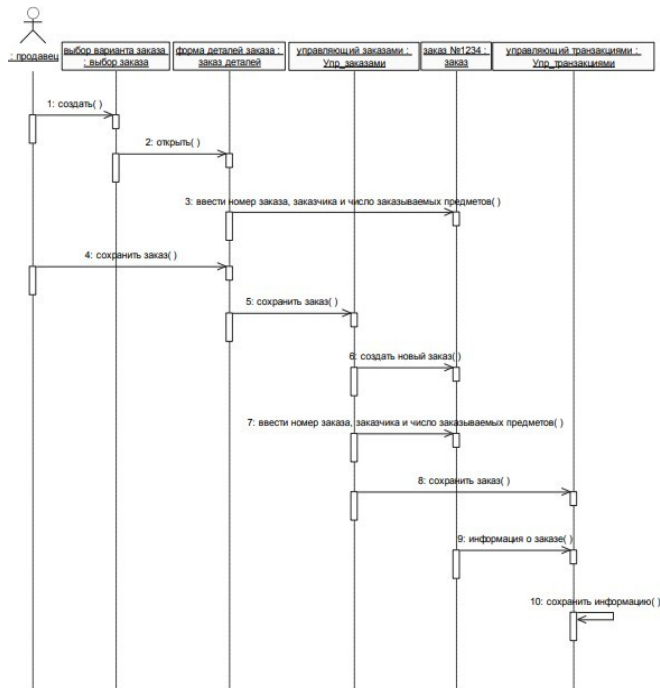 : продавец
выбор варианта заказа
: выбор заказа
форма деталей заказа :
заказ деталей
управляющий заказами :
Упр_заказами
заказ №1234 :
заказ
управляющий транзакциями :
Упр_транзакциями
1: создать( )
2: открыть( )
3: ввести номер заказа, заказчика и число заказываемых предметов( )
4: сохранить заказ( )
5: сохранить заказ( )
6: создать новый заказ( )
7: ввести номер заказа, заказчика и число заказываемых предметов( )
8: сохранить заказ( )
9: информация о заказе( )
10: сохранить информацию( )